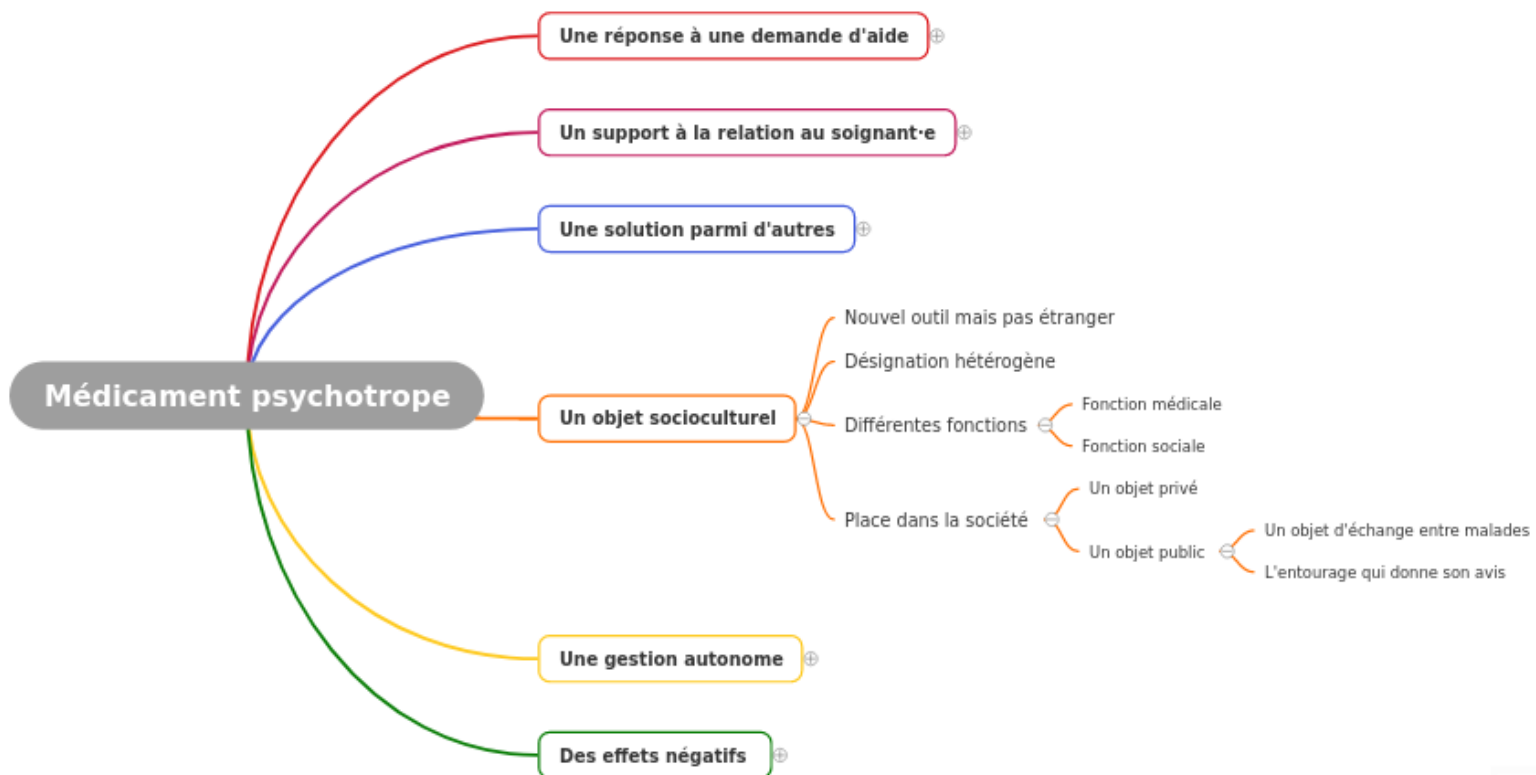 Une réponse à une demande d'aide
Un support à la relation au soignant·e
Une solution parmi d'autres
Médicament psychotrope
Un objet socioculturel
Nouvel outil mais pas étranger
Désignation hétérogène
Différentes fonctions
Fonction médicale
Fonction sociale
Place dans la société
Un objet privé
Un objet public
Un objet d'échange entre malades
L'entourage qui donne son avis
Une gestion autonome
Des effets négatifs